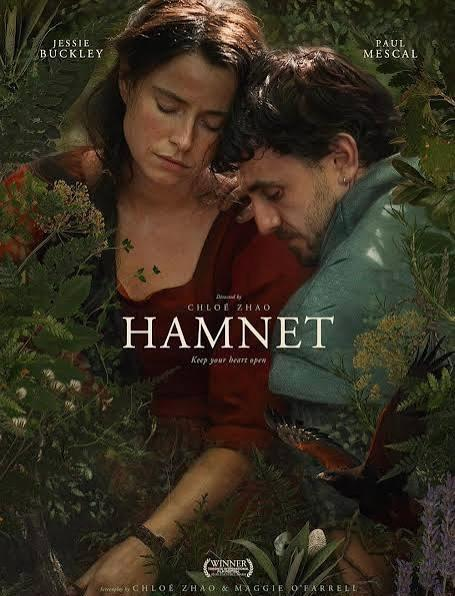 JESSIE
BUCKLEY
PAUL
MESCAL
Directed by
CHLOÉ ZHAO
HAMNET
Keep your heart open
WINNER
Screenplay by CHLOÉ ZHAO & MAGGIE O'FARRELL